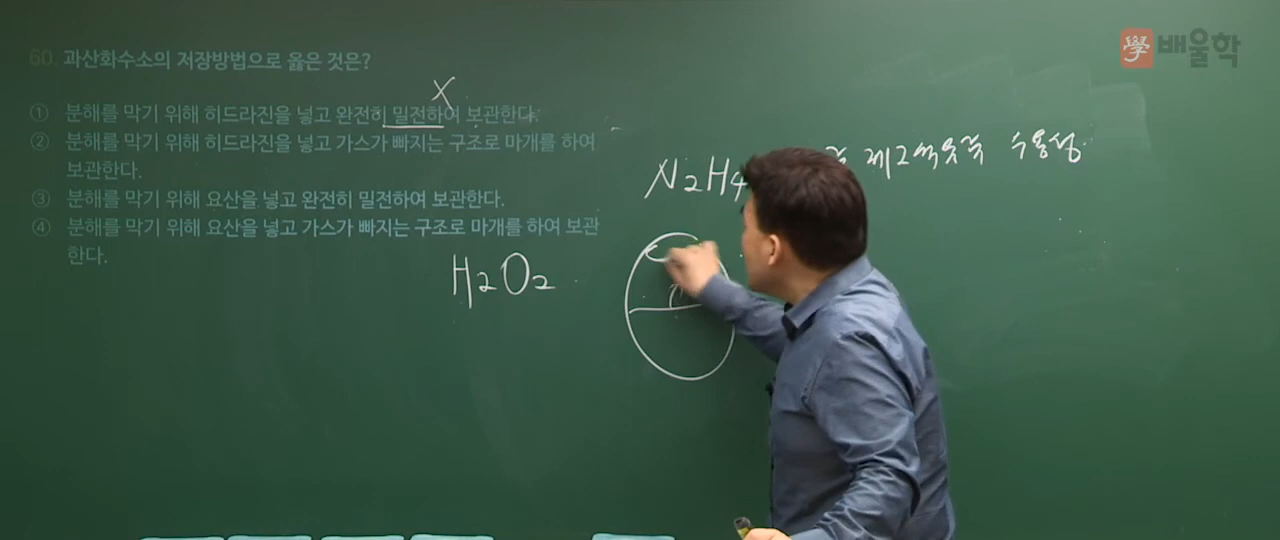 60. 과산화수소의 저장방법으로 옳은 것은?
X
① 분해를 막기 위해 히드라진을 넣고 완전히 밀전하여 보관한다.
② 분해를 막기 위해 히드라진을 넣고 가스가 빠지는 구조로 마개를 하여
보관한다.
③ 분해를 막기 위해 요산을 넣고 완전히 밀전하여 보관한다.
④ 분해를 막기 위해 요산을 넣고 가스가 빠지는 구조로 마개를 하여 보관
한다.
H2O2
N2H4
제2석유류 수용성
學 배울학